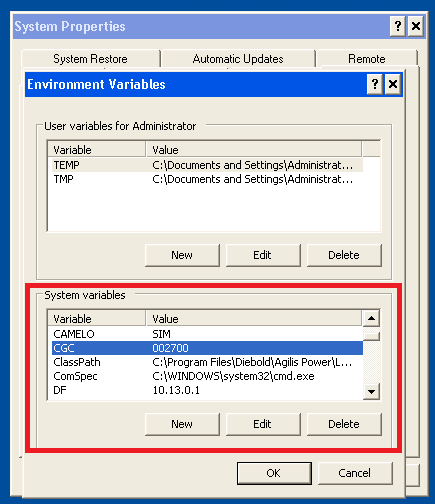 System Properties
System Restore Automatic Updates Remote
Environment Variables
User variables for Administrator
Variable Value
TEMP C:\Documents and Settings\Administrat...
TMP C:\Documents and Settings\Administrat...
New Edit Delete
System variables
Variable Value
CAMELO SIM
CGC 002700
ClassPath C:\Program Files\Diebold\Agilis Power\L...
ComSpec C:\WINDOWS\system32\cmd.exe
DF 10.13.0.1
New Edit Delete
OK Cancel